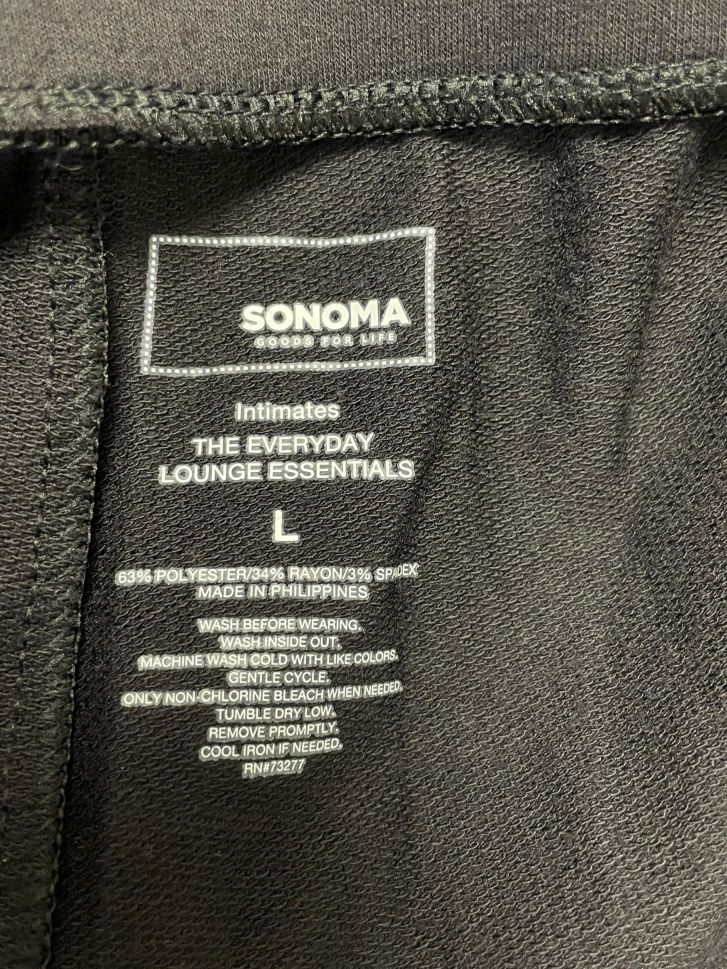 SONOMA
GOODS FOR LIFE
Intimates
THE EVERYDAY
LOUNGE ESSENTIALS
L
63% POLYESTER/34% RAYON/3% SPANDEX
MADE IN PHILIPPINES
WASH BEFORE WEARING.
WASH INSIDE OUT.
MACHINE WASH COLD WITH LIKE COLORS.
GENTLE CYCLE.
ONLY NON-CHLORINE BLEACH WHEN NEEDED.
TUMBLE DRY LOW.
REMOVE PROMPTLY.
COOL IRON IF NEEDED.
RN#73277